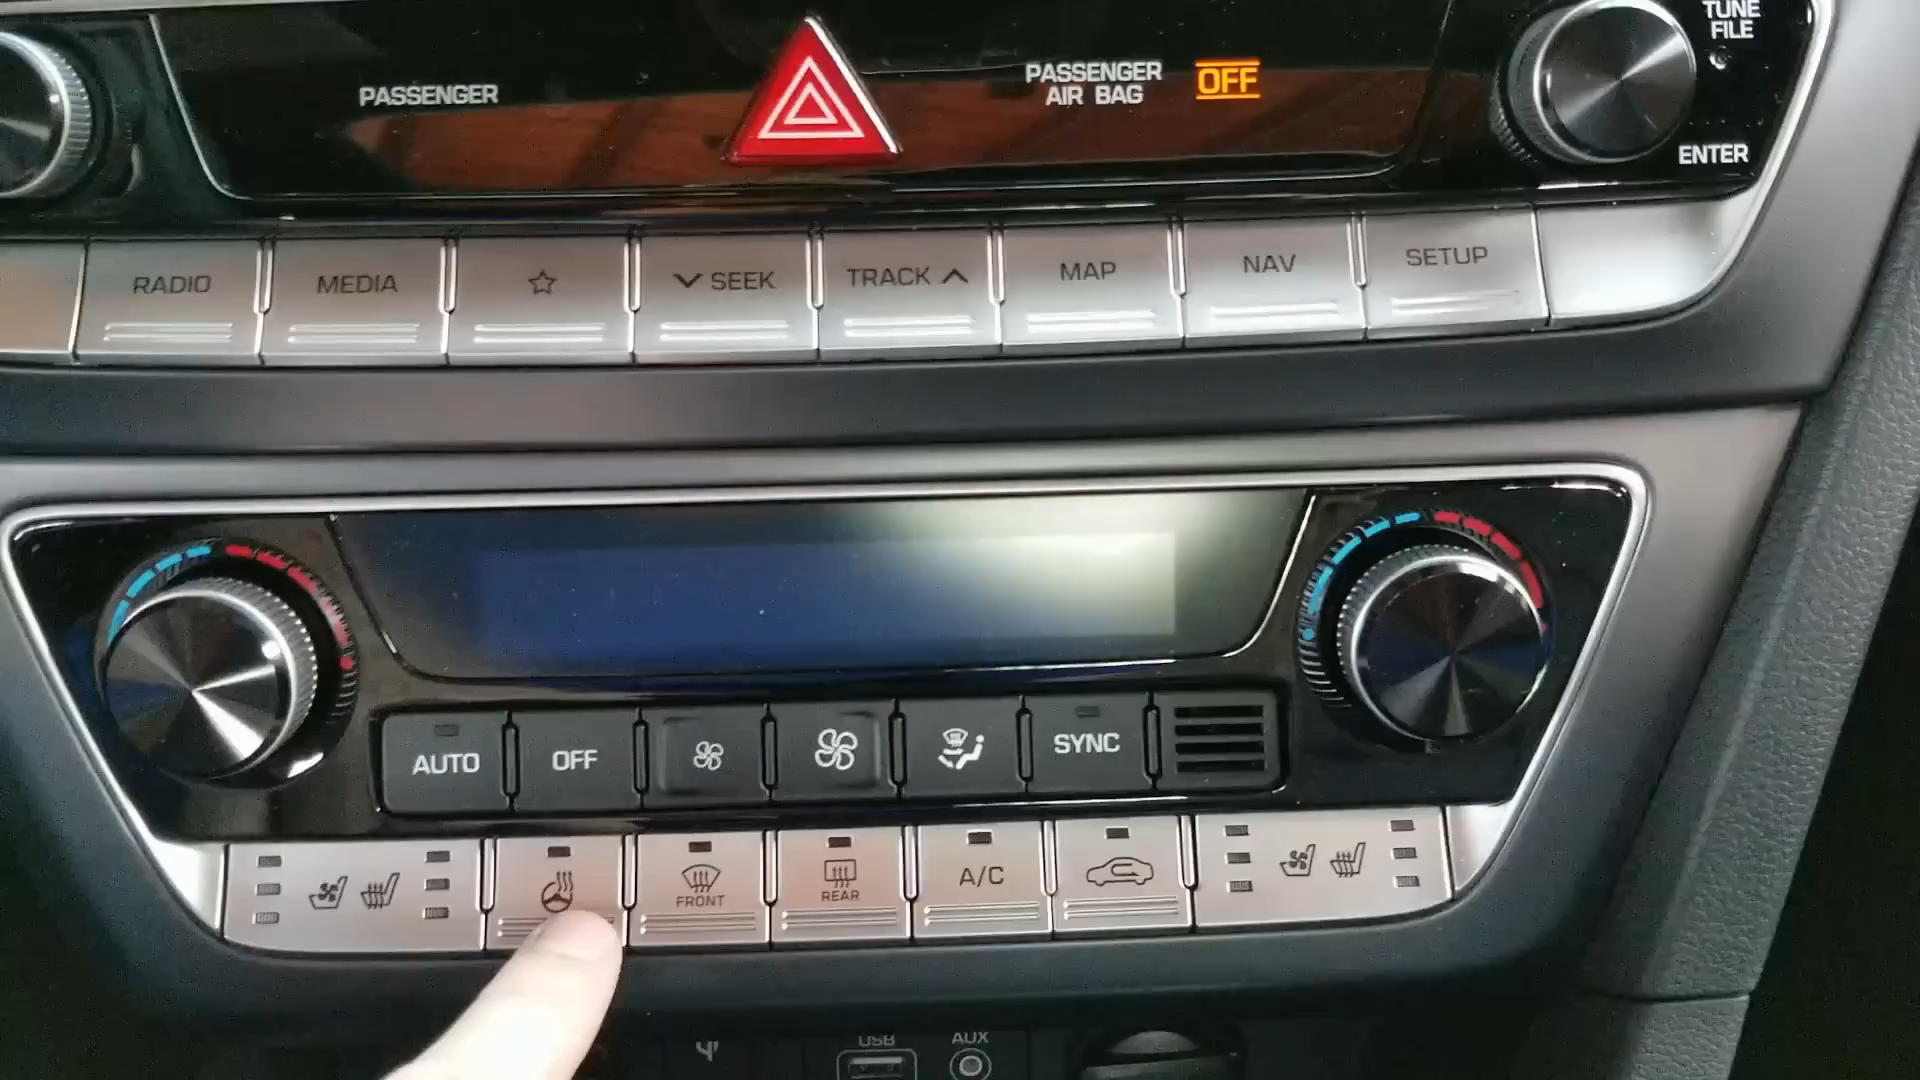 TUNE
FILE
PASSENGER
PASSENGER
AIR BAG
OFF
ENTER
RADIO
MEDIA
SEEK
TRACK
MAP
NAV
SETUP
AUTO
OFF
SYNC
FRONT
REAR
A/C
USB
AUX